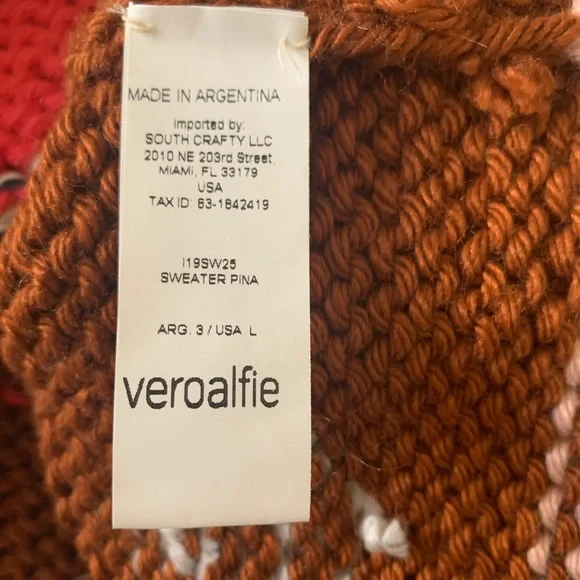 MADE IN ARGENTINA
Imported by:
SOUTH CRAFTY LLC
2010 NE 203rd Street,
MIAMI, FL 33179
USA
TAX ID: 63-1842419
I19SW25
SWEATER PINA
ARG. 3 / USA L
veroalfie